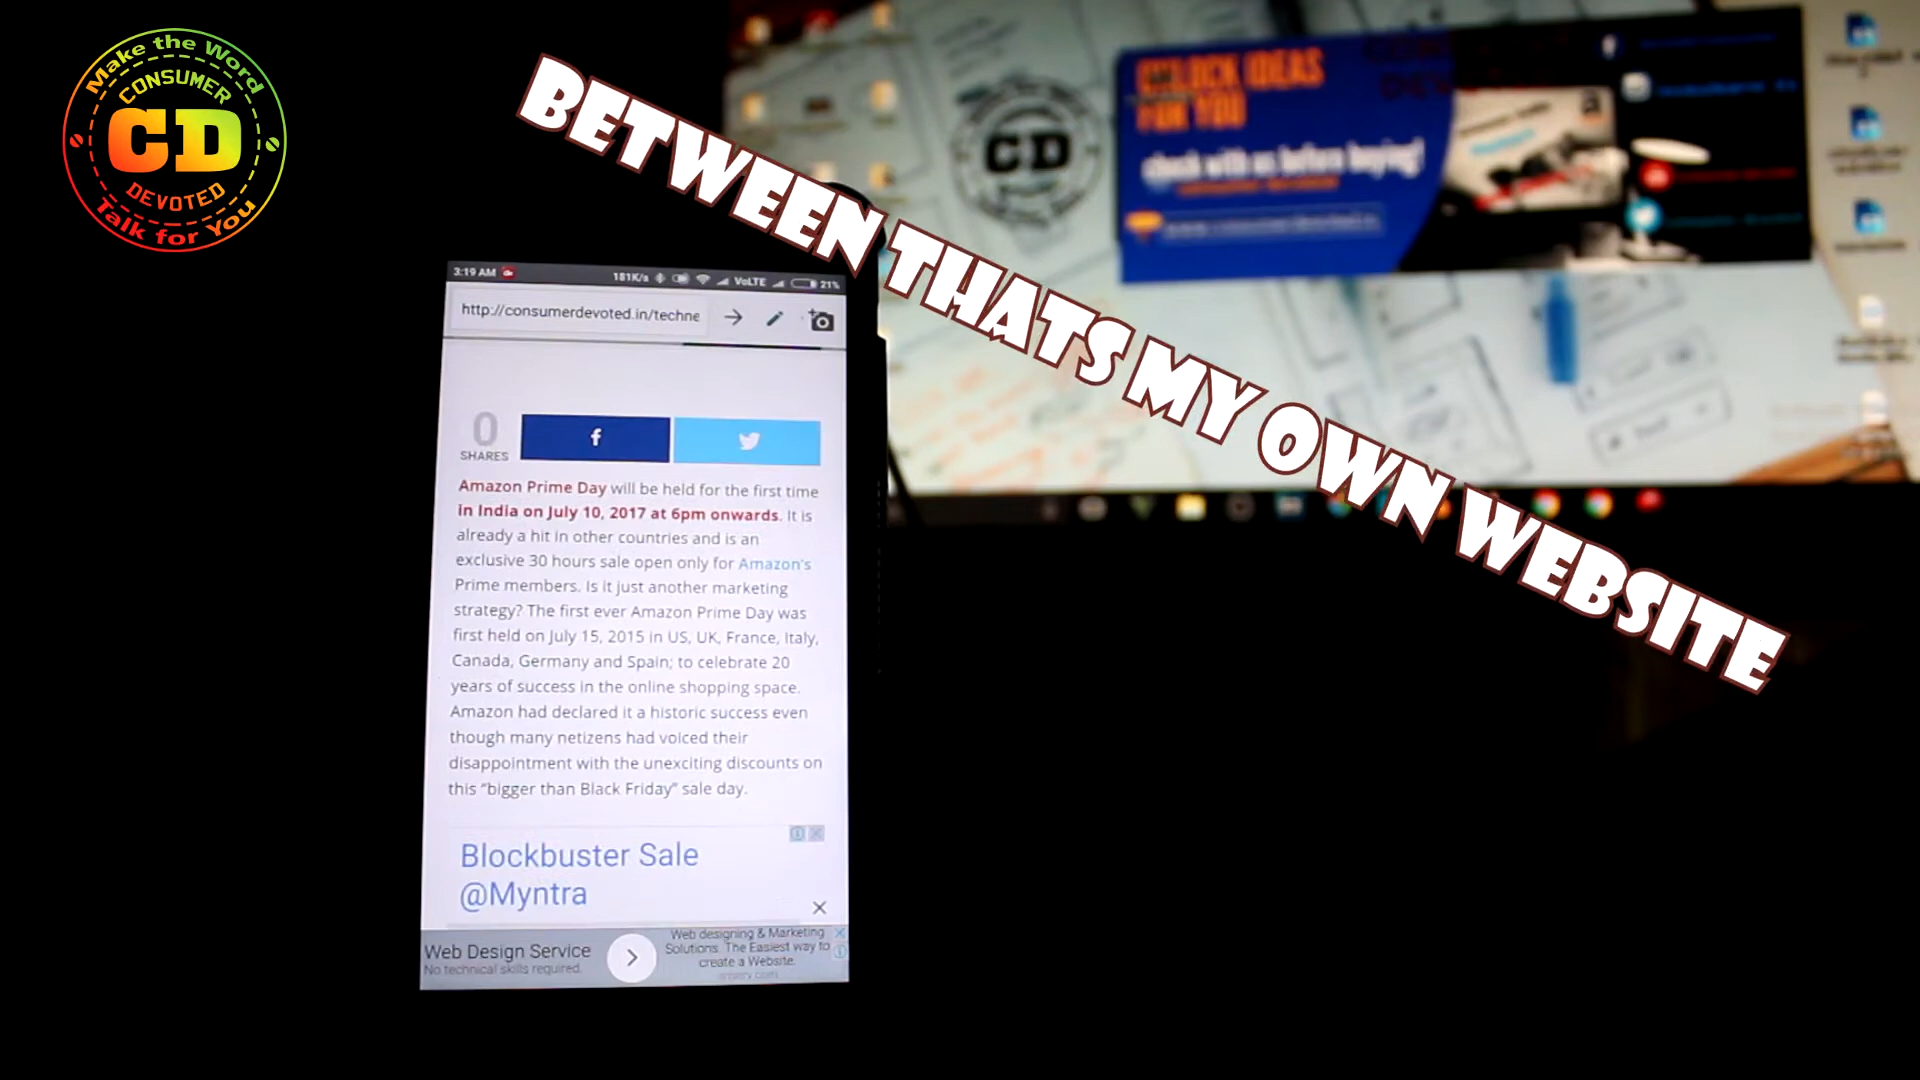 Make the Word
CONSUMER
CD
DEVOTED
Talk for You
BETWEEN THATS MY OWN WEBSITE
FOR YOU
check with us before buying!
CD
3:19 AM
181K/s
VoLTE
21%
http://consumerdevoted.in/techne
0
SHARES
Amazon Prime Day will be held for the first time
in India on July 10, 2017 at 6pm onwards. It is
already a hit in other countries and is an
exclusive 30 hours sale open only for Amazon's
Prime members. Is it just another marketing
strategy? The first ever Amazon Prime Day was
first held on July 15, 2015 in US, UK, France, Italy,
Canada, Germany and Spain; to celebrate 20
years of success in the online shopping space.
Amazon had declared it a historic success even
though many netizens had voiced their
disappointment with the unexciting discounts on
this "bigger than Black Friday" sale day.
Blockbuster Sale
@Myntra
Web Design Service
No technical skills required.
Web designing & Marketing
Solutions. The Easiest way to
create a Website.